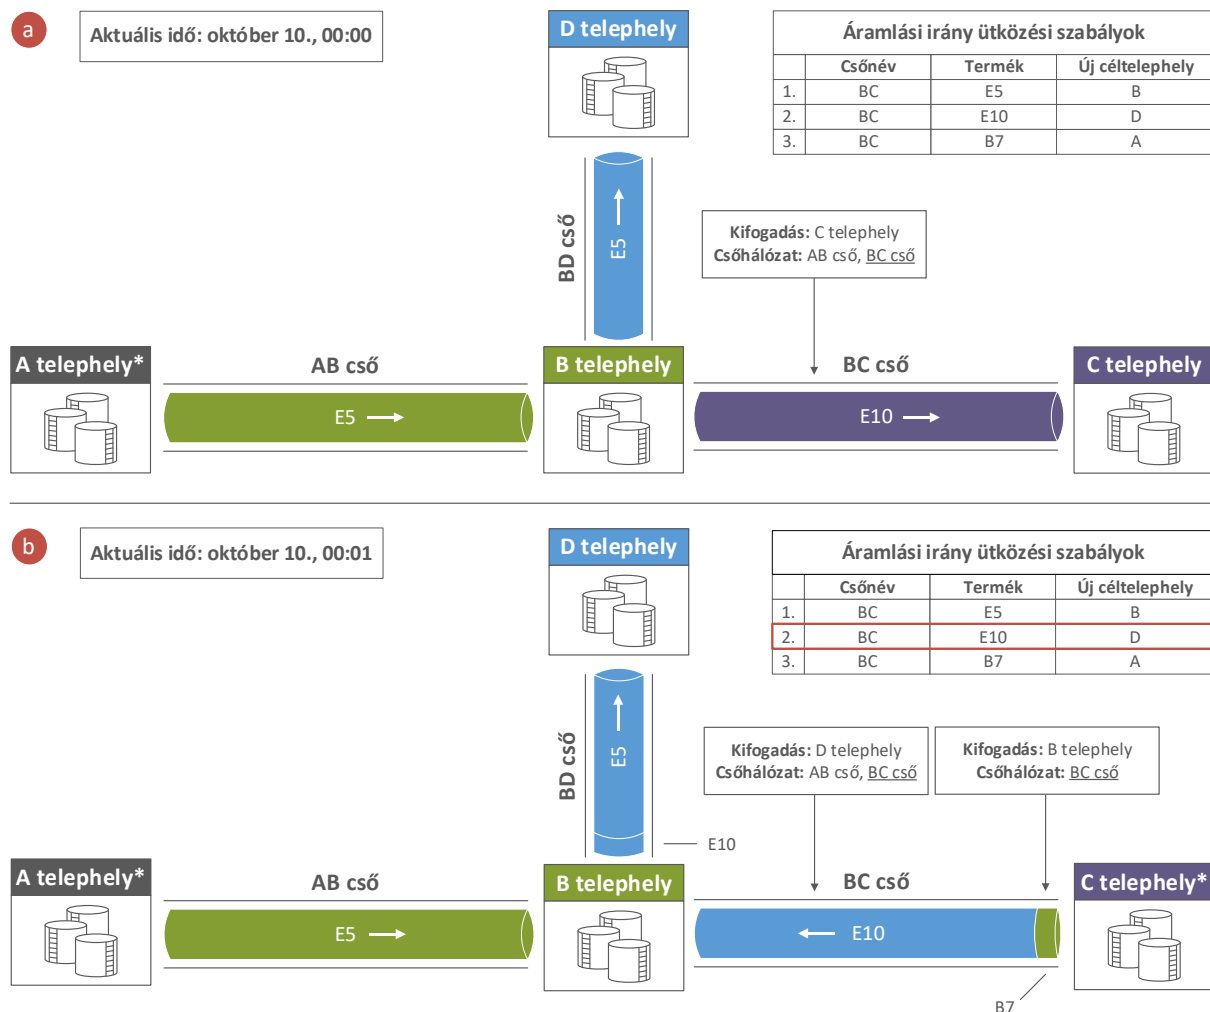 a
Aktuális idő: október 10., 00:00
D telephely
Áramlási irány ütközési szabályok
Csőnév Termék Új céltelephely
1. BC E5 B
2. BC E10 D
3. BC B7 A
BD cső
E5
Kifogadás: C telephely
Csőhálózat: AB cső, BC cső
A telephely*
AB cső
B telephely
BC cső
C telephely
E5
E10
b
Aktuális idő: október 10., 00:01
D telephely
Áramlási irány ütközési szabályok
Csőnév Termék Új céltelephely
1. BC E5 B
2. BC E10 D
3. BC B7 A
BD cső
E5
Kifogadás: D telephely
Csőhálózat: AB cső, BC cső
Kifogadás: B telephely
Csőhálózat: BC cső
E10
A telephely*
AB cső
B telephely
BC cső
C telephely*
E5
E10
B7